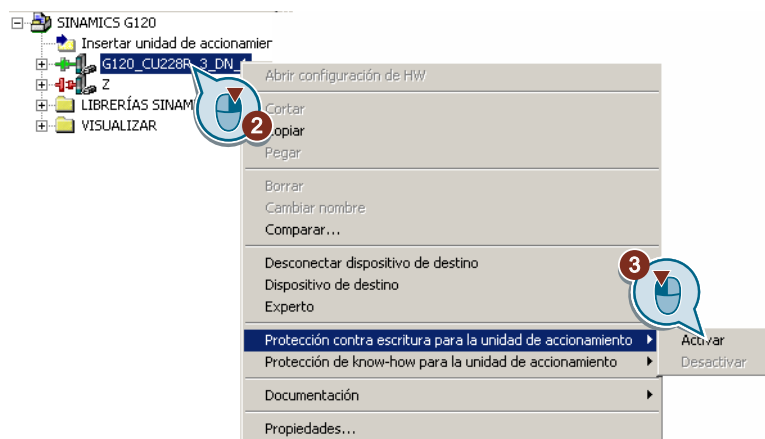 SINAMICS G120
Insertar unidad de accionamier
G120_CU228R_3_DN_
Z
LIBRERÍAS SINAM
VISUALIZAR
2
Abrir configuración de HW
Cortar
Copiar
Pegar
Borrar
Cambiar nombre
Comparar...
Desconectar dispositivo de destino
Dispositivo de destino
Experto
3
Protección contra escritura para la unidad de accionamiento
Activar
Protección de know-how para la unidad de accionamiento
Desactivar
Documentación
Propiedades...